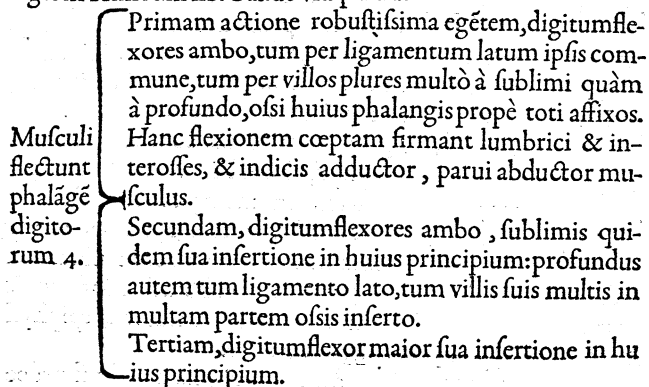 Primam actione robuſtiſsima egẽtem,digitumfle-
xores ambo,tum per ligàmentum latum ipſis com-
mune,tum per villos plures multò à ſublimi quàm
à profundo,oſsi huius phalangis propè toti affixos.
Hanc flexionem cœptam firmant lumbrici & in-
teroſſes, & indicis adductor , parui abductor mu-
ſculus.
Secundam, digitumflexores ambo , ſublimis qui-
dem ſua inſertione in huius principium:profundus
autem tum ligamento lato,tum villis ſuis multis in
multam partem oſsis inſerto.
Tertiam,digitumflexor maior ſua inſertione in hu
ius principium.
Muſculi
flectunt
phalãgẽ
digito-
rum 4.